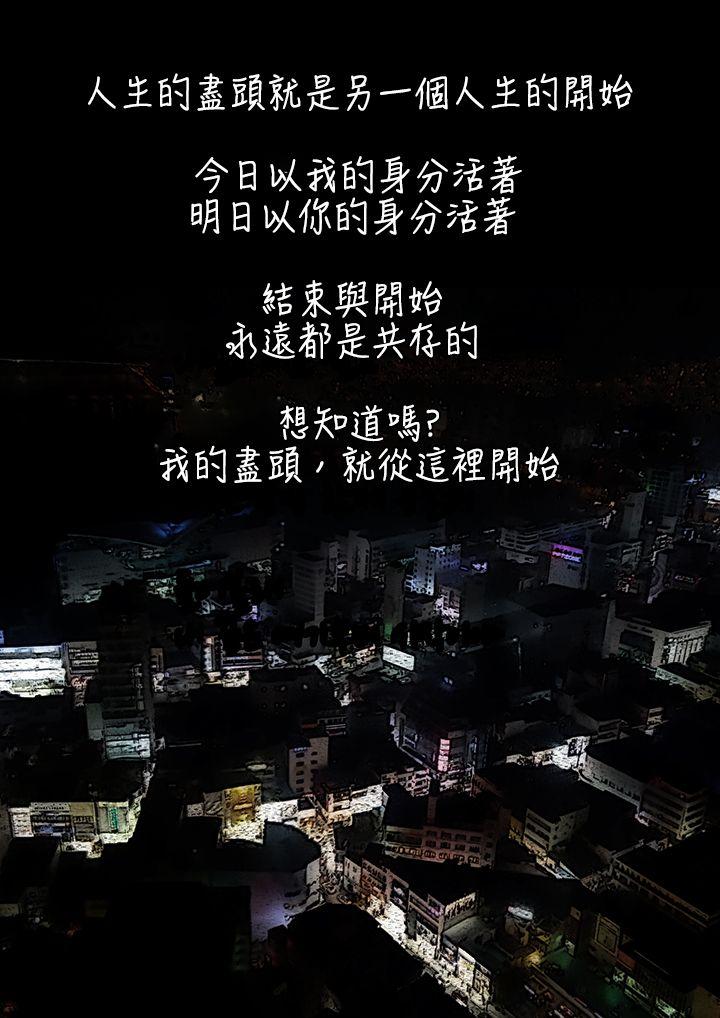 人生的盡頭就是另一個人生的開始
今日以我的身分活著
明日以你的身分活著
結束與開始
永遠都是共存的
想知道嗎?
我的盡頭，就從這裡開始